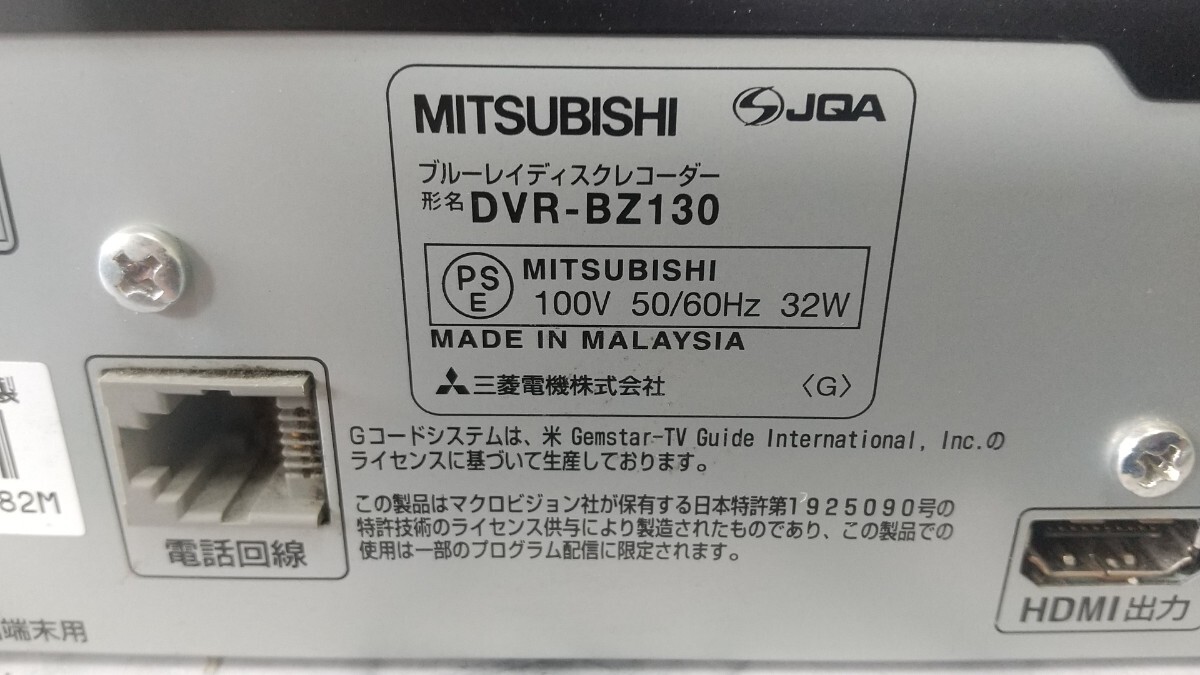 MITSUBISHI
JQA
ブルーレイディスクレコーダー
形名 DVR-BZ130
PSE
MITSUBISHI
100V 50/60Hz 32W
MADE IN MALAYSIA
三菱電機株式会社 〈G〉
Gコードシステムは、米 Gemstar-TV Guide International, Inc.の
ライセンスに基づいて生産しております。
この製品はマクロビジョン社が保有する日本特許第1925090号の
特許技術のライセンス供与により製造されたものであり、この製品での
使用は一部のプログラム配信に限定されます。
製
82M
電話回線
端末用
HDMI出力